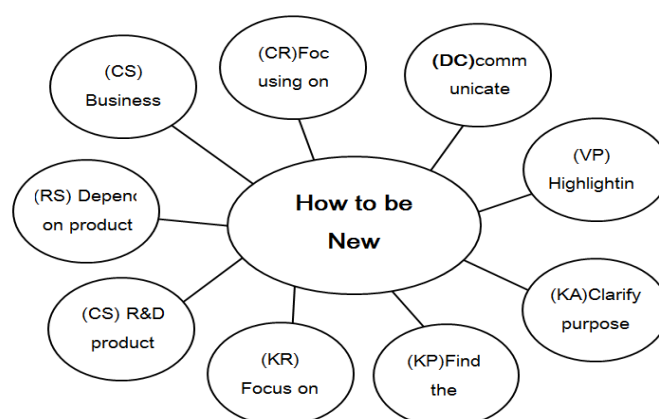 (CR)Foc
using on
(DC)comm
unicate
(CS)
Business
(VP)
Highlightin
(RS) Depend
on product
How to be
New
(KA)Clarify
purpose
(CS) R&D
product
(KR)
Focus on
(KP)Find
the